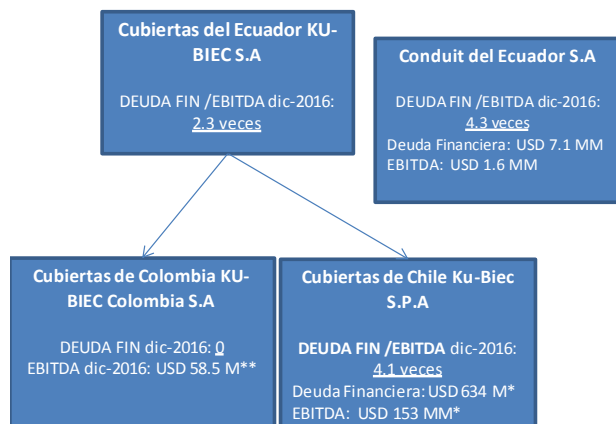 Cubiertas del Ecuador KU-
BIEC S.A
DEUDA FIN /EBITDA dic-2016:
2.3 veces
Conduit del Ecuador S.A
DEUDA FIN /EBITDA dic-2016:
4.3 veces
Deuda Financiera: USD 7.1 MM
EBITDA: USD 1.6 MM
Cubiertas de Colombia KU-
BIEC Colombia S.A
DEUDA FIN dic-2016: 0
EBITDA dic-2016: USD 58.5 M**
Cubiertas de Chile Ku-Biec
S.P.A
DEUDA FIN /EBITDA dic-2016:
4.1 veces
Deuda Financiera: USD 634 M*
EBITDA: USD 153 MM*